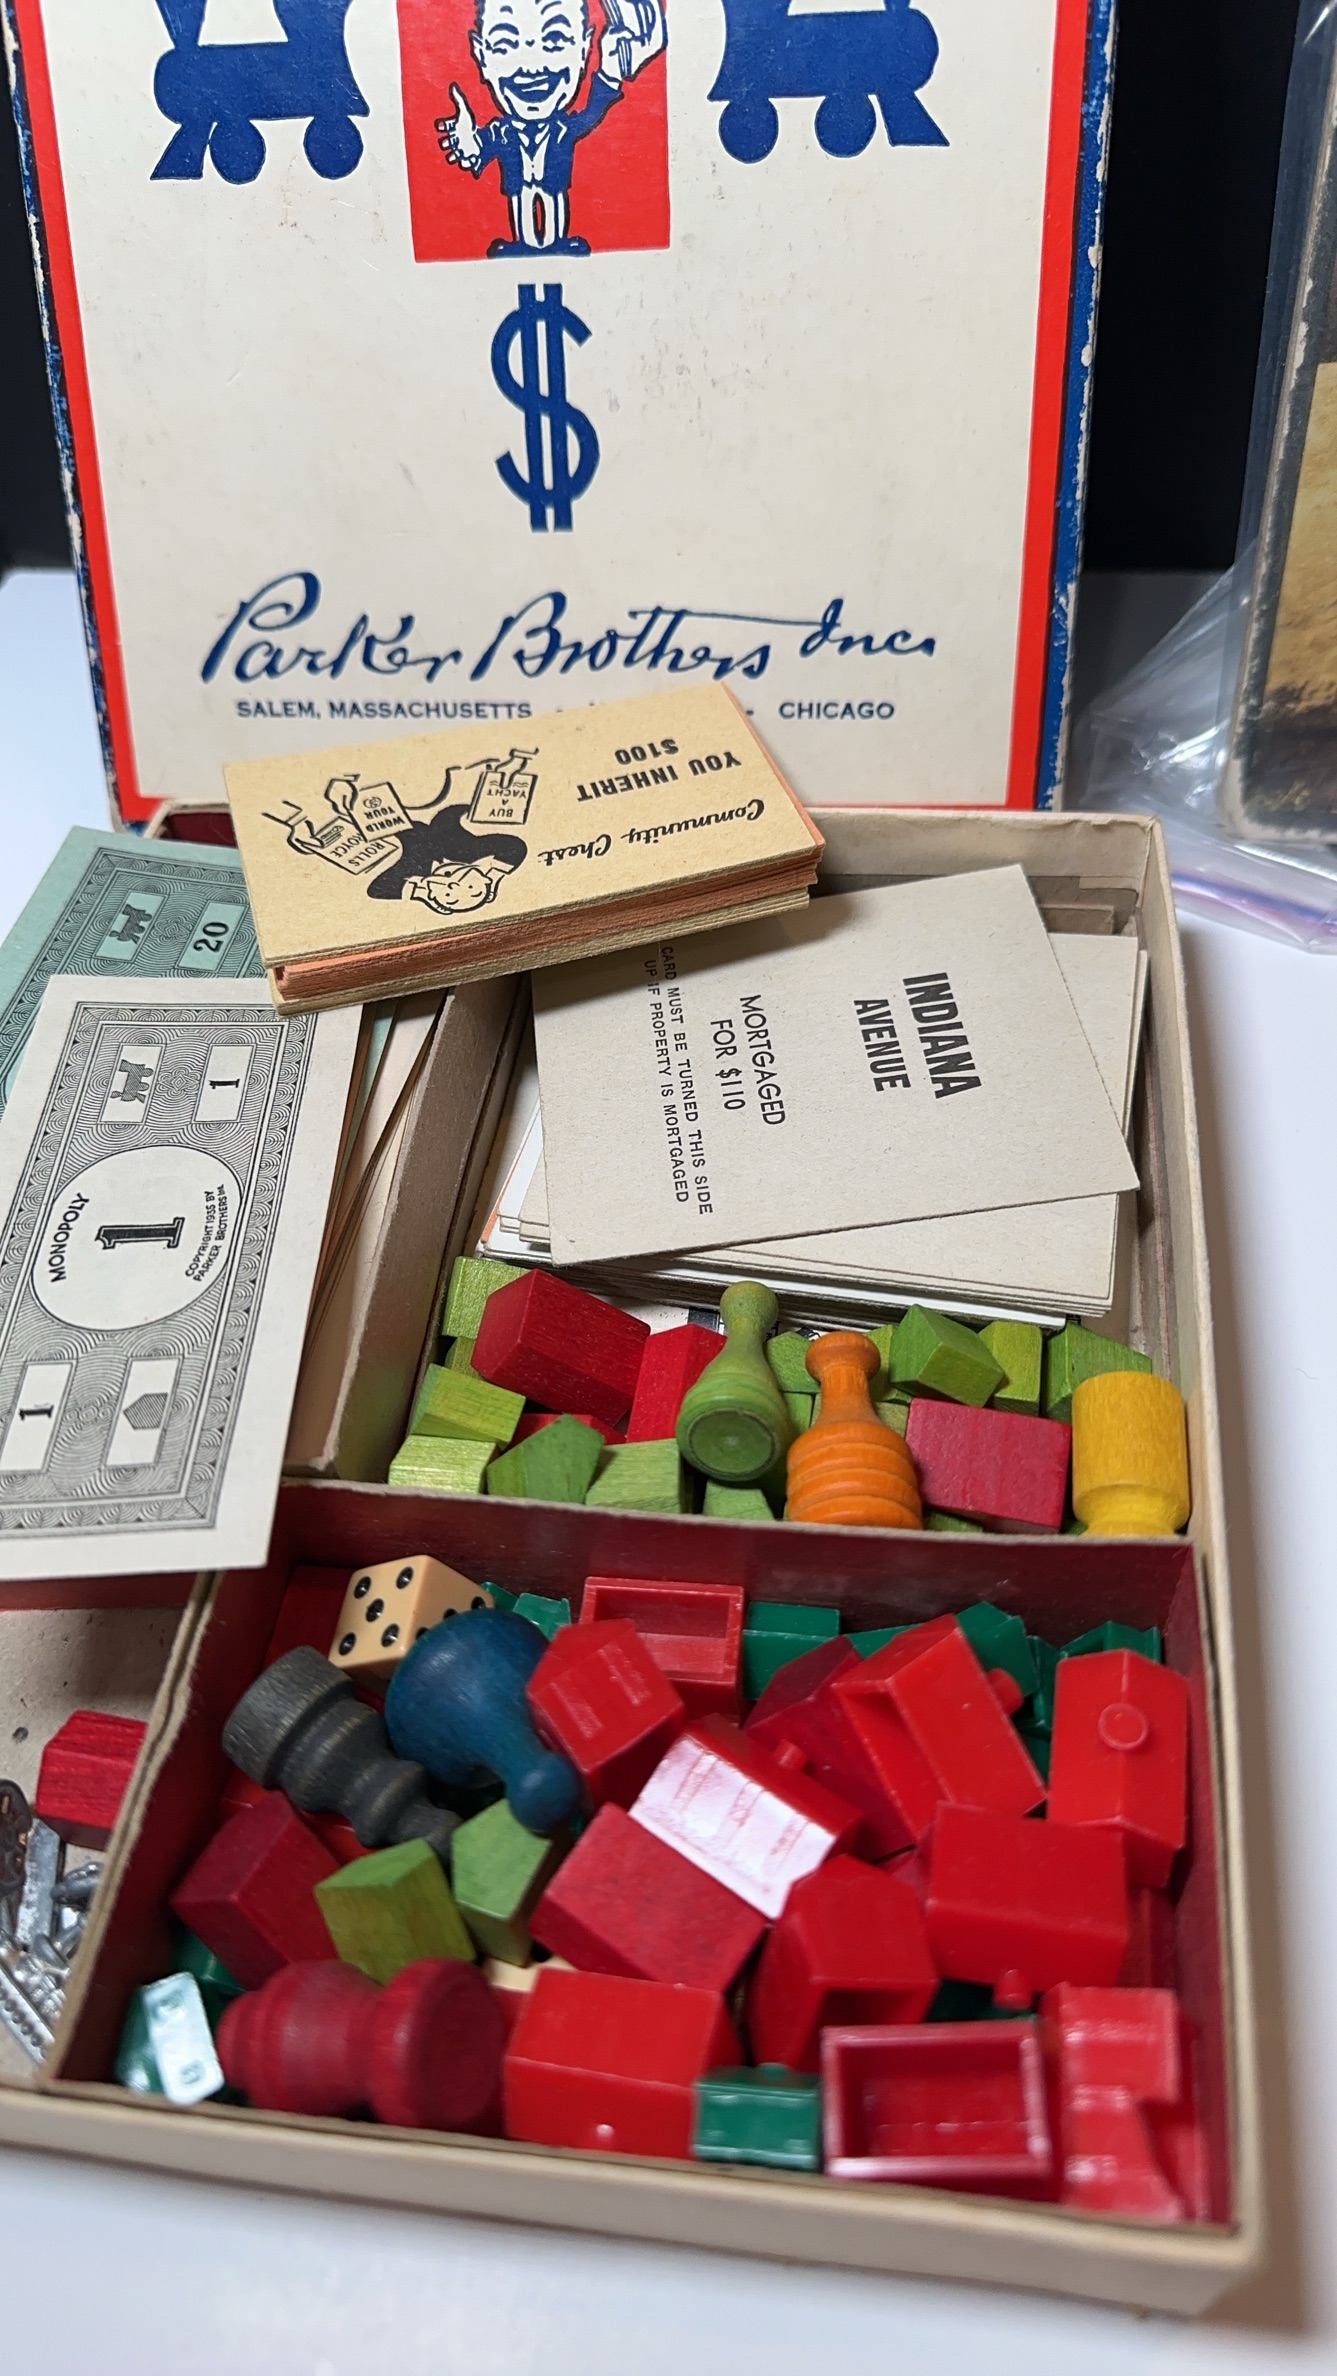 $
Parker Brothers Inc.
SALEM, MASSACHUSETTS - - CHICAGO
Community Chest
YOU INHERIT
$100
BUY
A
YACHT
WORLD
TOUR
ROLLS
ROYCE
20
1
MONOPOLY
1
COPYRIGHT 1935 BY
PARKER BROTHERS Inc.
1
INDIANA
AVENUE
MORTGAGED
FOR $110
CARD MUST BE TURNED THIS SIDE
UP IF PROPERTY IS MORTGAGED